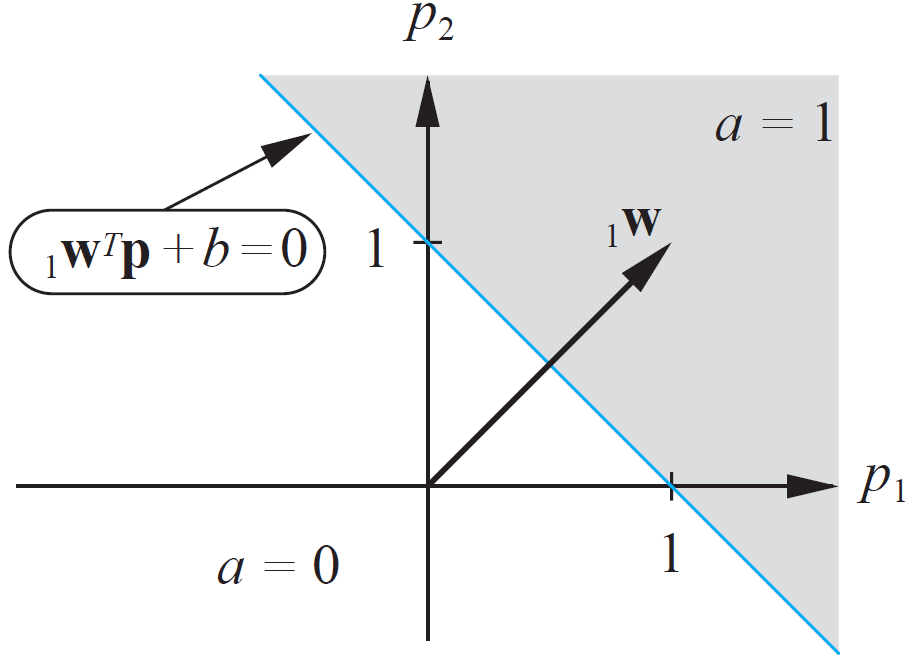 p₂
a = 1
₁w
₁wᵀp + b = 0
1
p₁
1
a = 0